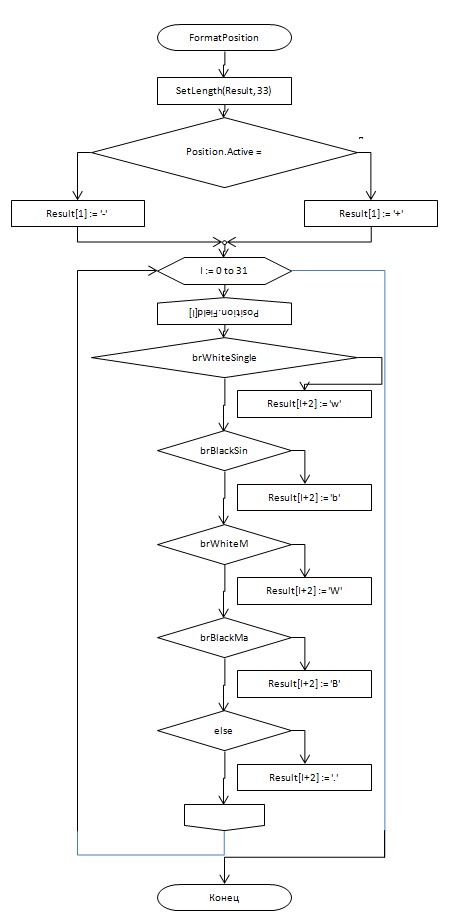 FormatPosition
SetLength(Result, 33)
Position.Active =
Result[1] := '-'
Result[1] := '+'
I := 0 to 31
Position.Field[I]
brWhiteSingle
Result[I+2] := 'w'
brBlackSin
Result[I+2] := 'b'
brWhiteM
Result[I+2] := 'W'
brBlackMa
Result[I+2] := 'B'
else
Result[I+2] := '.'
Конец